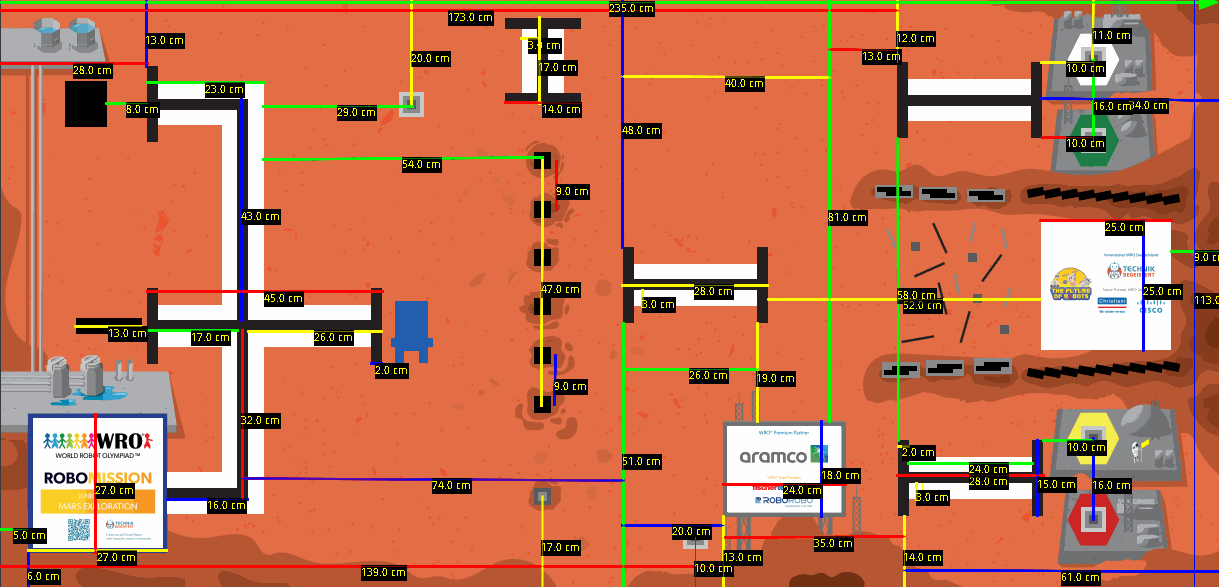 235.0 cm
173.0 cm
13.0 cm
12.0 cm
11.0 cm
3.0 cm
20.0 cm
13.0 cm
28.0 cm
17.0 cm
10.0 cm
40.0 cm
23.0 cm
8.0 cm
29.0 cm
14.0 cm
16.0 cm
34.0 cm
48.0 cm
10.0 cm
54.0 cm
9.0 cm
43.0 cm
81.0 cm
25.0 cm
Veranstalter WRO Deutschland
TECHNIK
BEGEISTERT
9.0 cm
THE FUTURE
OF ROBOTS
Christiani
CISCO
47.0 cm
28.0 cm
25.0 cm
45.0 cm
3.0 cm
58.0 cm
52.0 cm
113.0 cm
13.0 cm
17.0 cm
26.0 cm
2.0 cm
26.0 cm
19.0 cm
9.0 cm
32.0 cm
WRO
WORLD ROBOT OLYMPIAD™
WRO® Premium Partner
aramco
10.0 cm
2.0 cm
51.0 cm
24.0 cm
ROBOMISSION
18.0 cm
28.0 cm
27.0 cm
74.0 cm
24.0 cm
15.0 cm
16.0 cm
3.0 cm
JUNIOR
MARS EXPLORATION
16.0 cm
ROBOROBO
TECHNIK
BEGEISTERT
5.0 cm
20.0 cm
17.0 cm
35.0 cm
27.0 cm
13.0 cm
14.0 cm
6.0 cm
139.0 cm
10.0 cm
61.0 cm